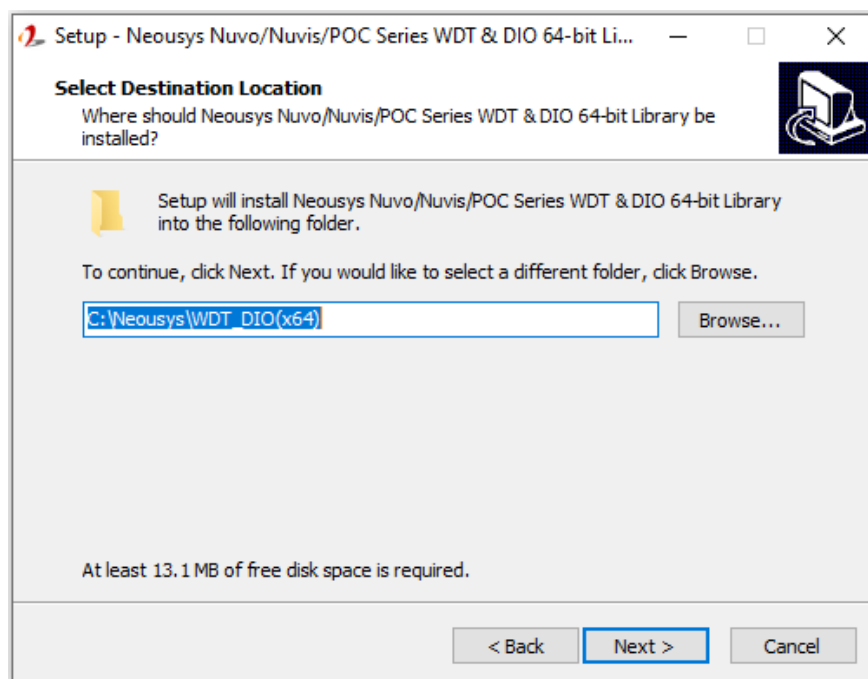 Setup - Neousys Nuvo/Nuvis/POC Series WDT & DIO 64-bit Li...
Select Destination Location
Where should Neousys Nuvo/Nuvis/POC Series WDT & DIO 64-bit Library be
installed?
Setup will install Neousys Nuvo/Nuvis/POC Series WDT & DIO 64-bit Library
into the following folder.
To continue, click Next. If you would like to select a different folder, click Browse.
C:\Neousys\WDT_DIO(x64)
Browse...
At least 13.1 MB of free disk space is required.
< Back
Next >
Cancel